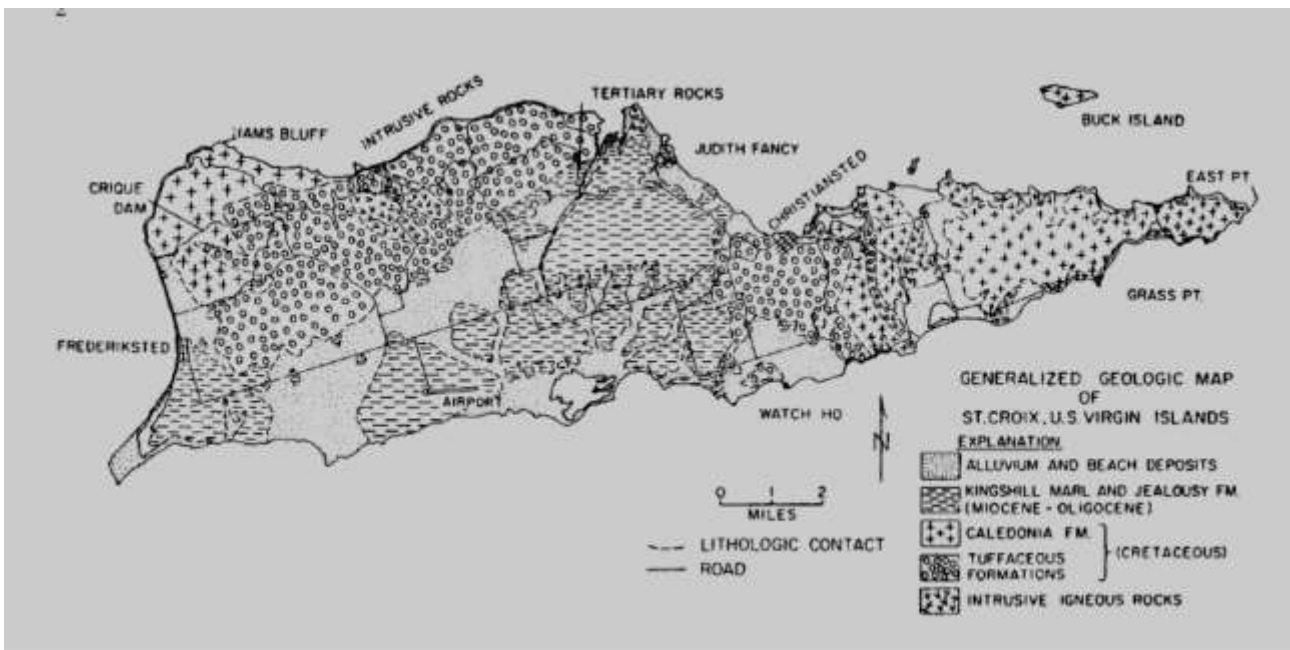 2
INTRUSIVE ROCKS
TERTIARY ROCKS
BUCK ISLAND
IAMS BLUFF
JUDITH FANCY
CRIQUE
DAM
CHRISTIANSTED
EAST PT.
GRASS PT.
FREDERIKSTED
AIRPORT
WATCH HO
N
GENERALIZED GEOLOGIC MAP
OF
ST. CROIX, U.S. VIRGIN ISLANDS
EXPLANATION
ALLUVIUM AND BEACH DEPOSITS
KINGSHILL MARL AND JEALOUSY FM.
(MIOCENE - OLIGOCENE)
CALEDONIA FM.
(CRETACEOUS)
TUFFACEOUS
FORMATIONS
INTRUSIVE IGNEOUS ROCKS
0 1 2
MILES
LITHOLOGIC CONTACT
ROAD